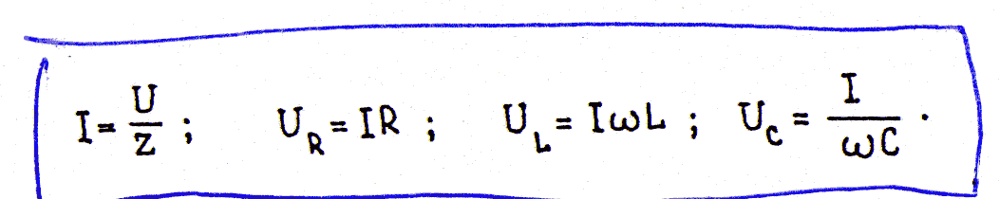 I = U/Z ; U_R = IR ; U_L = IωL ; U_C = I/ωC .